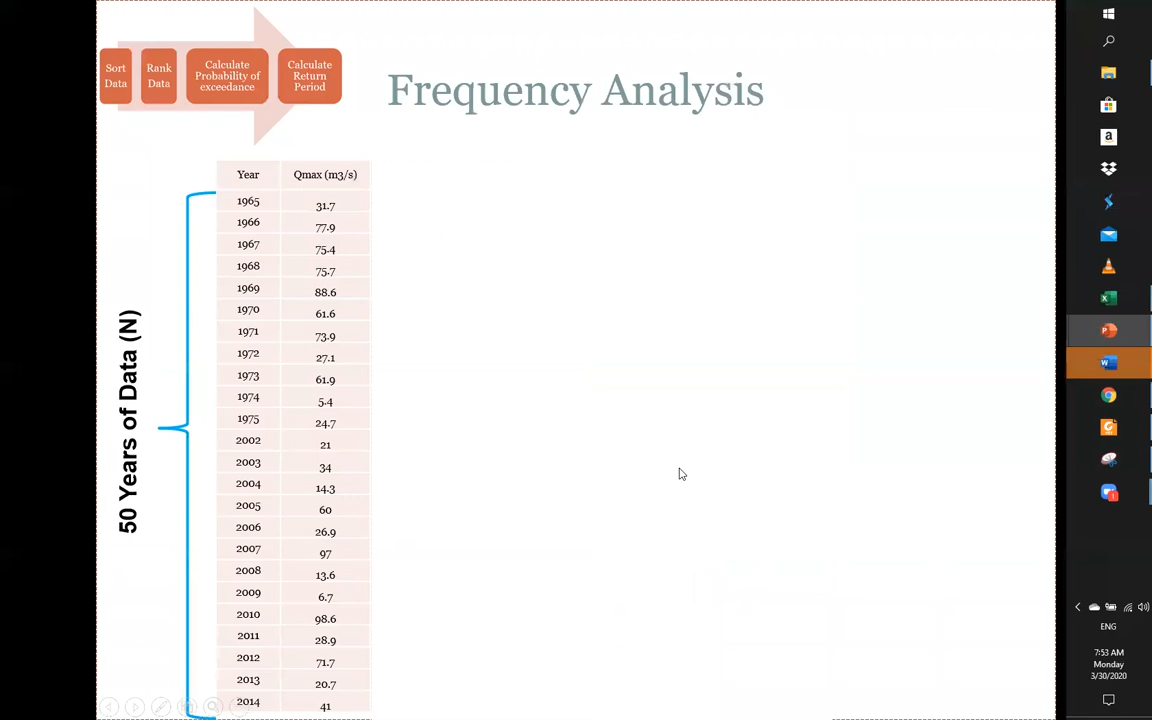 Sort
Data
Rank
Data
Calculate
Probability of
exceedance
Calculate
Return
Period
Frequency Analysis
50 Years of Data (N)
Year Qmax (m3/s)
1965 31.7
1966 77.9
1967 75.4
1968 75.7
1969 88.6
1970 61.6
1971 73.9
1972 27.1
1973 61.9
1974 5.4
1975 24.7
2002 21
2003 34
2004 14.3
2005 60
2006 26.9
2007 97
2008 13.6
2009 6.7
2010 98.6
2011 28.9
2012 71.7
2013 20.7
2014 41
ENG
7:53 AM
Monday
3/30/2020